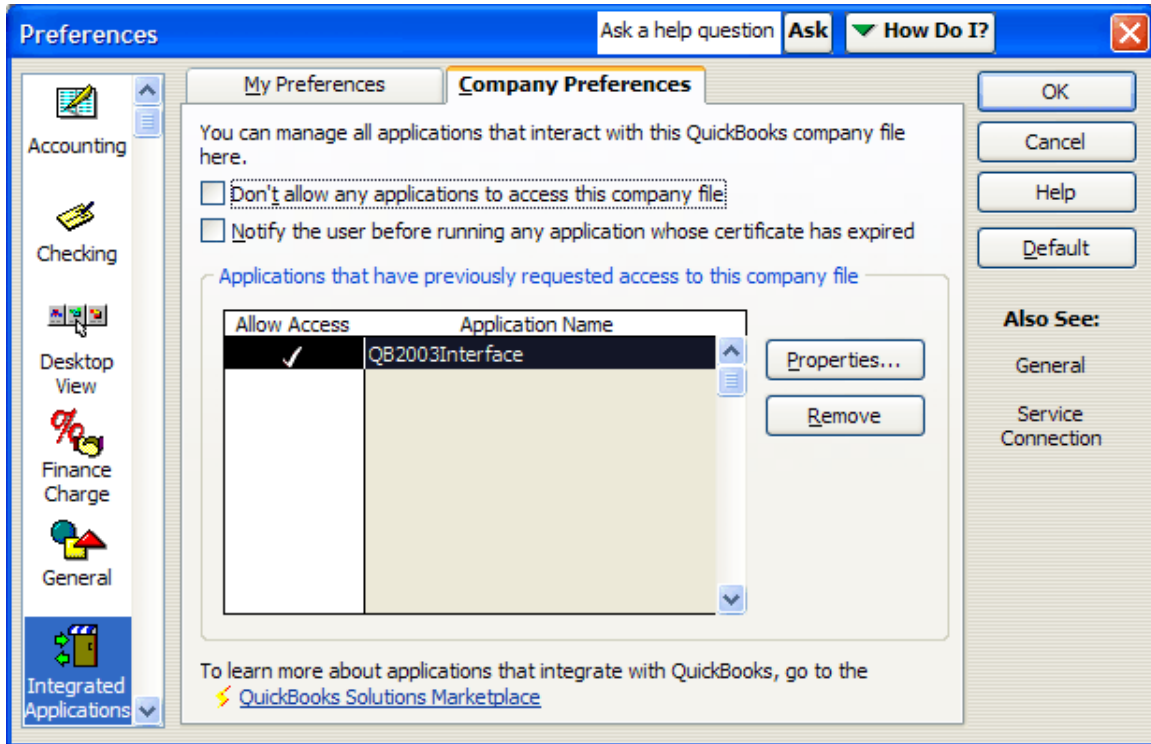 Preferences
Ask a help question
Ask
How Do I?
Accounting
Checking
Desktop
View
Finance
Charge
General
Integrated
Applications
My Preferences
Company Preferences
You can manage all applications that interact with this QuickBooks company file
here.
Don't allow any applications to access this company file
Notify the user before running any application whose certificate has expired
Applications that have previously requested access to this company file
Allow Access
Application Name
QB2003Interface
Properties...
Remove
To learn more about applications that integrate with QuickBooks, go to the
QuickBooks Solutions Marketplace
OK
Cancel
Help
Default
Also See:
General
Service
Connection